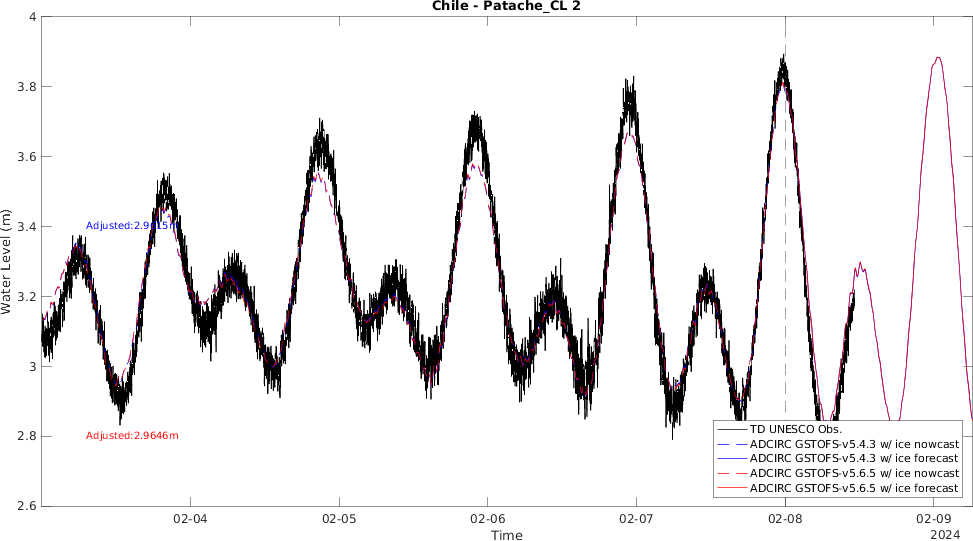 Chile - Patache_CL 2
4
3.8
3.6
3.4
3.2
3
2.8
2.6
Water Level (m)
Adjusted:2.9646m
TD UNESCO Obs.
ADCIRC GSTOFS-v5.4.3 w/ ice nowcast
ADCIRC GSTOFS-v5.4.3 w/ ice forecast
ADCIRC GSTOFS-v5.6.5 w/ ice nowcast
ADCIRC GSTOFS-v5.6.5 w/ ice forecast
02-04
02-05
02-06
02-07
02-08
02-09
Time
2024